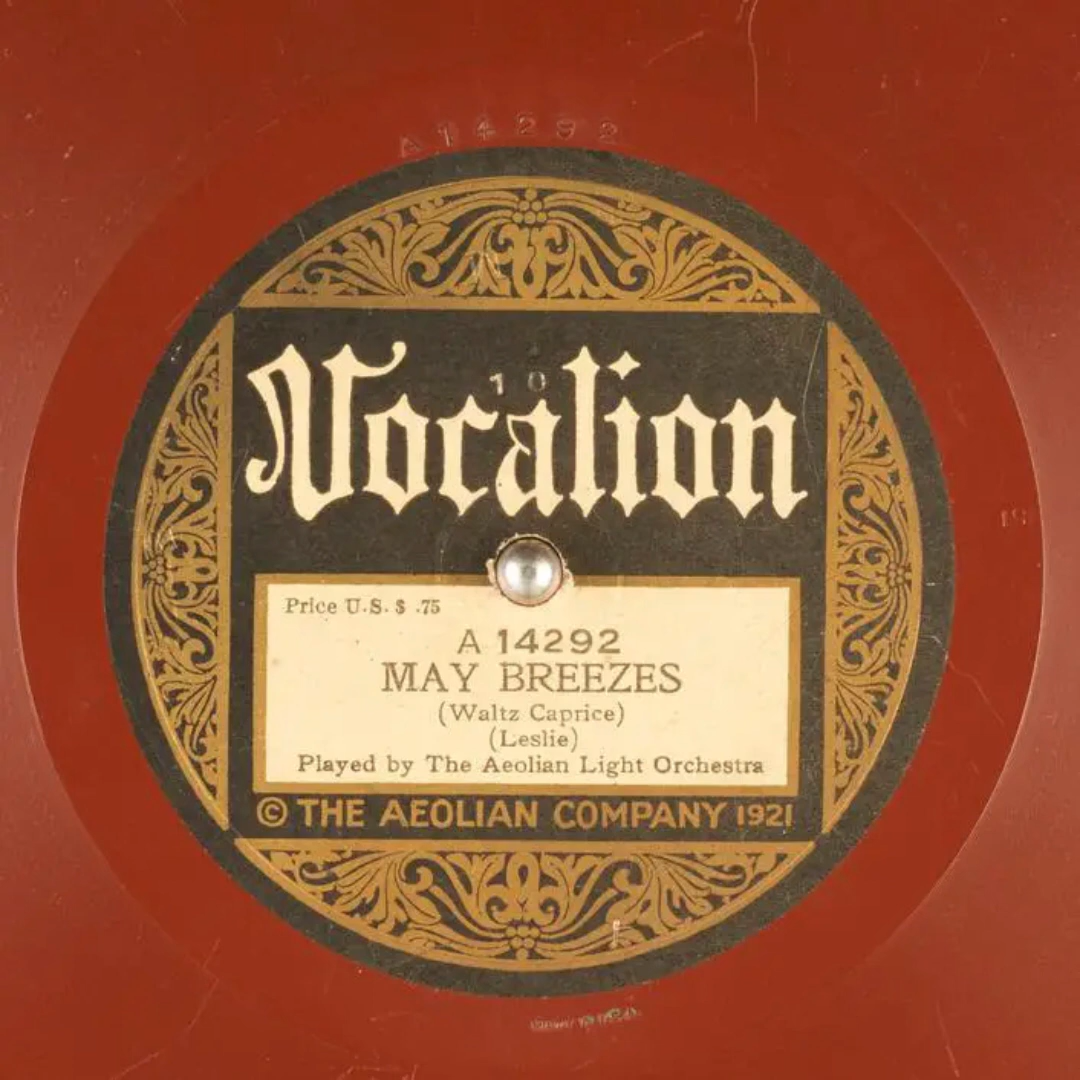 A 14292
Vocalion
10
Price U.S. $ .75
A 14292
MAY BREEZES
(Waltz Caprice)
(Leslie)
Played by The Aeolian Light Orchestra
© THE AEOLIAN COMPANY 1921